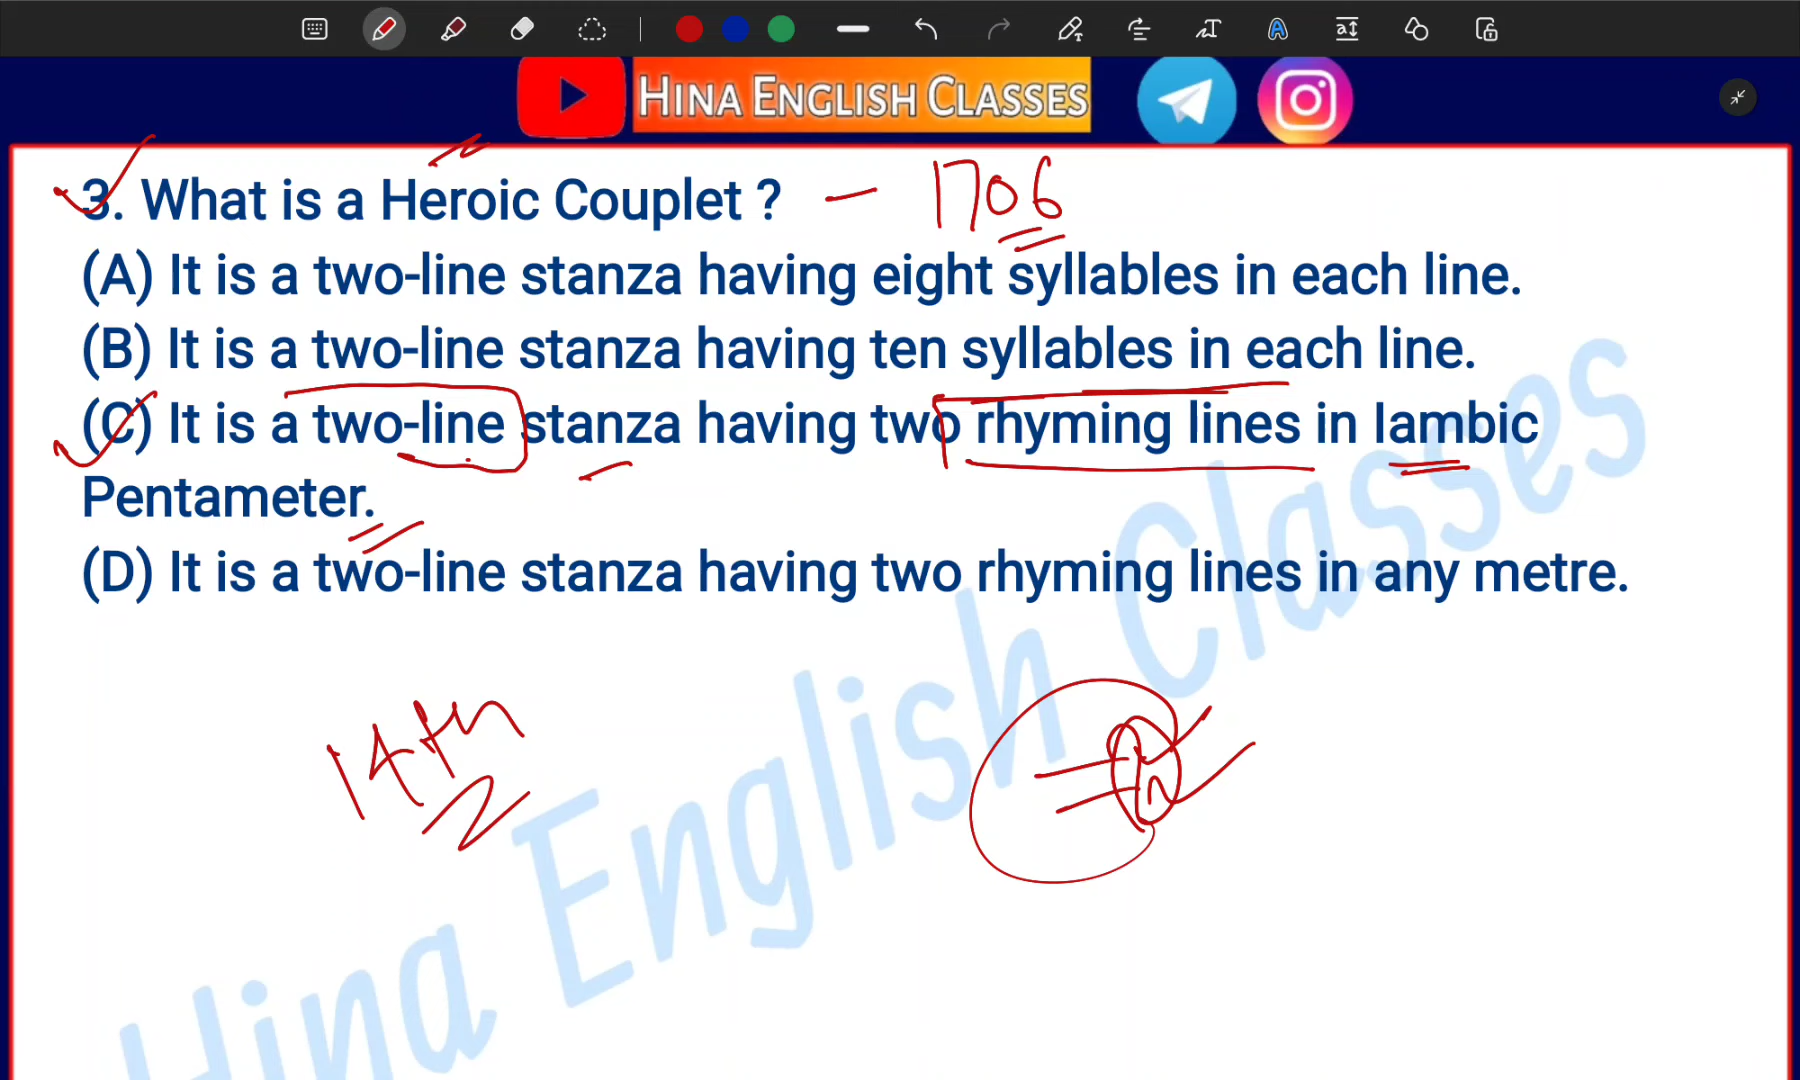 HINA ENGLISH CLASSES
3. What is a Heroic Couplet ? - 1706
(A) It is a two-line stanza having eight syllables in each line.
(B) It is a two-line stanza having ten syllables in each line.
(C) It is a two-line stanza having two rhyming lines in Iambic
Pentameter.
(D) It is a two-line stanza having two rhyming lines in any metre.
14th
Hina English Classes